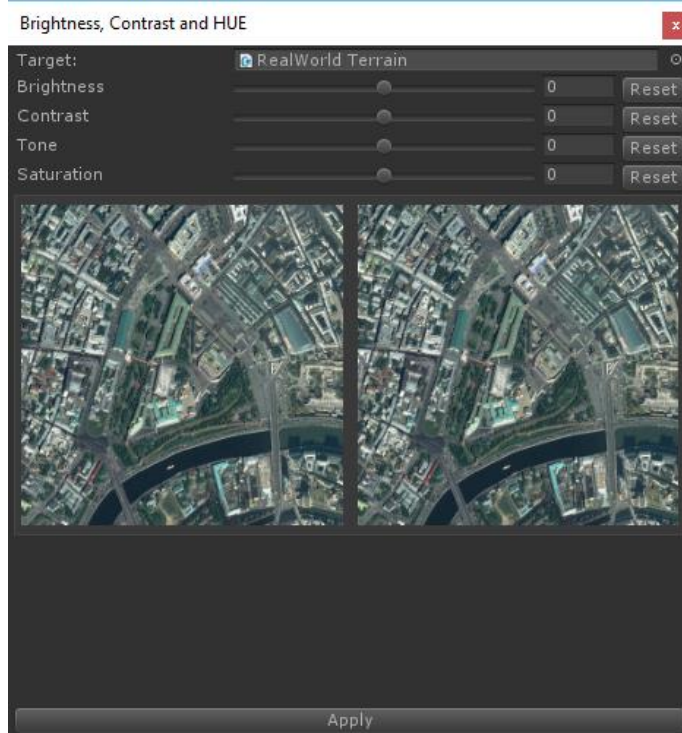 Brightness, Contrast and HUE x
Target: RealWorld Terrain
Brightness 0 Reset
Contrast 0 Reset
Tone 0 Reset
Saturation 0 Reset
Apply